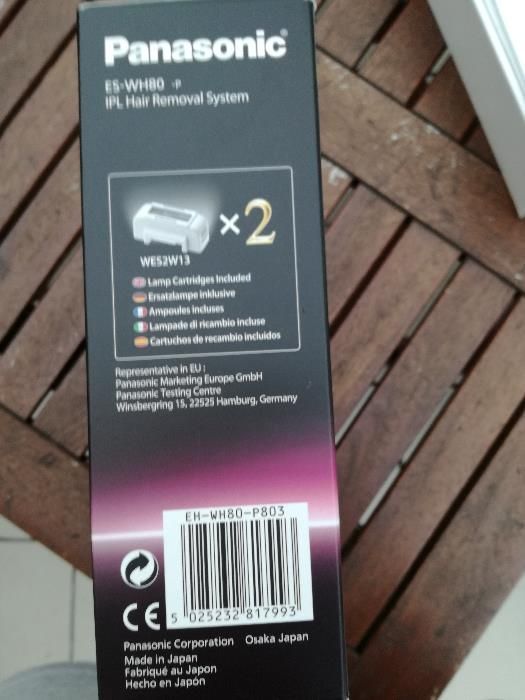 Panasonic
ES-WH80 -P
IPL Hair Removal System
×2
WES2W13
Lamp Cartridges Included
Ersatzlampe inklusive
Ampoules incluses
Lampade di ricambio incluse
Cartuchos de recambio incluidos
Representative in EU :
Panasonic Marketing Europe GmbH
Panasonic Testing Centre
Winsbergring 15, 22525 Hamburg, Germany
EH-WH80-P803
5 025232 817993
CE
Panasonic Corporation Osaka Japan
Made in Japan
Fabriqué au Japon
Hecho en Japón